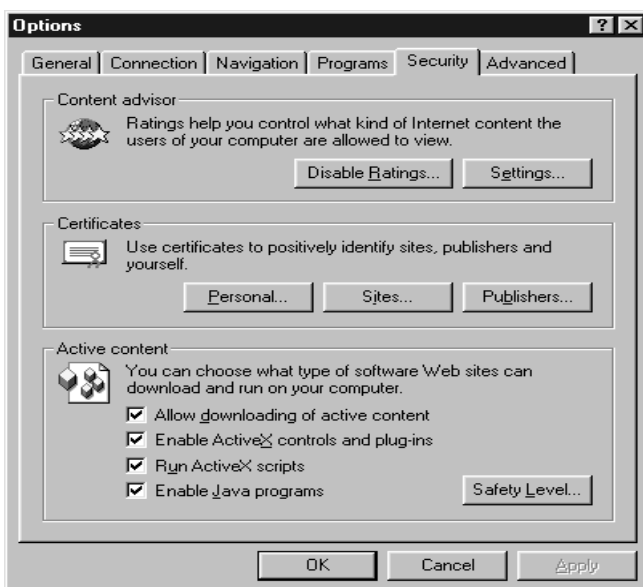 Options
General Connection Navigation Programs Security Advanced
Content advisor
Ratings help you control what kind of Internet content the
users of your computer are allowed to view.
Disable Ratings... Settings...
Certificates
Use certificates to positively identify sites, publishers and
yourself.
Personal... Sites... Publishers...
Active content
You can choose what type of software Web sites can
download and run on your computer.
Allow downloading of active content
Enable ActiveX controls and plug-ins
Run ActiveX scripts
Enable Java programs
Safety Level...
OK Cancel Apply